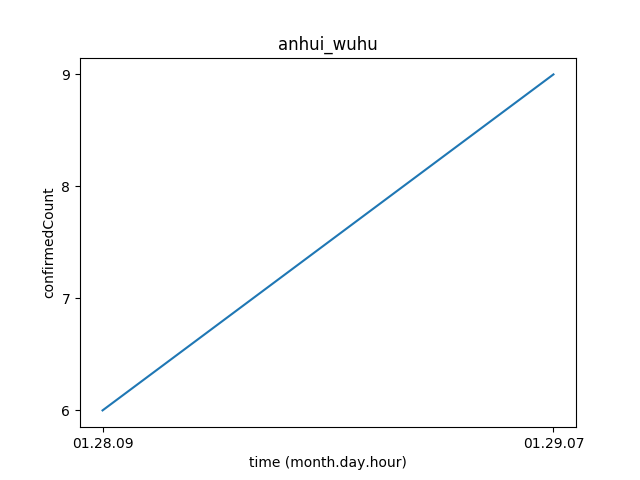 anhui_wuhu
9
8
7
6
confirmedCount
01.28.09
01.29.07
time (month.day.hour)